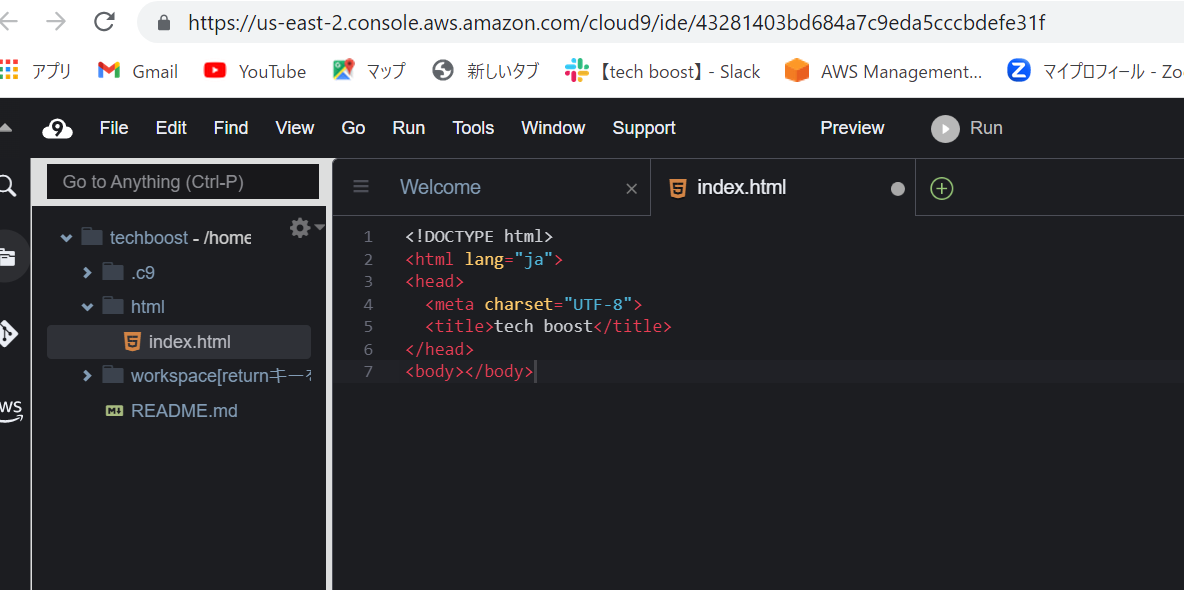 https://us-east-2.console.aws.amazon.com/cloud9/ide/43281403bd684a7c9eda5cccbdefe31f
アプリ Gmail YouTube マップ 新しいタブ 【tech boost】 - Slack AWS Management... マイプロフィール - Zo
9 File Edit Find View Go Run Tools Window Support Preview Run
Go to Anything (Ctrl-P)
Welcome index.html
techboost - /home
.c9
html
index.html
workspace[returnキーを
README.md
WS
1 <!DOCTYPE html>
2 <html lang="ja">
3 <head>
4 <meta charset="UTF-8">
5 <title>tech boost</title>
6 </head>
7 <body></body>